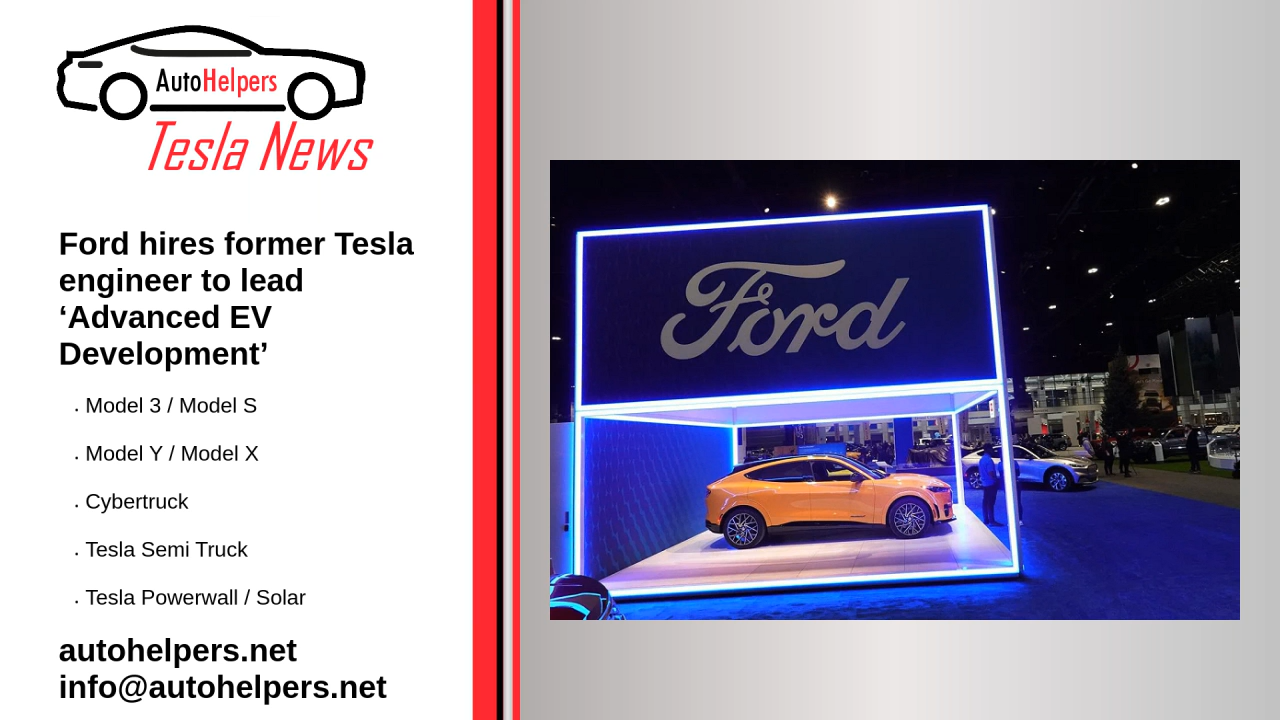 AutoHelpers
Tesla News
Ford hires former Tesla
engineer to lead
‘Advanced EV
Development’
. Model 3 / Model S
. Model Y / Model X
. Cybertruck
. Tesla Semi Truck
. Tesla Powerwall / Solar
autohelpers.net
info@autohelpers.net
Ford